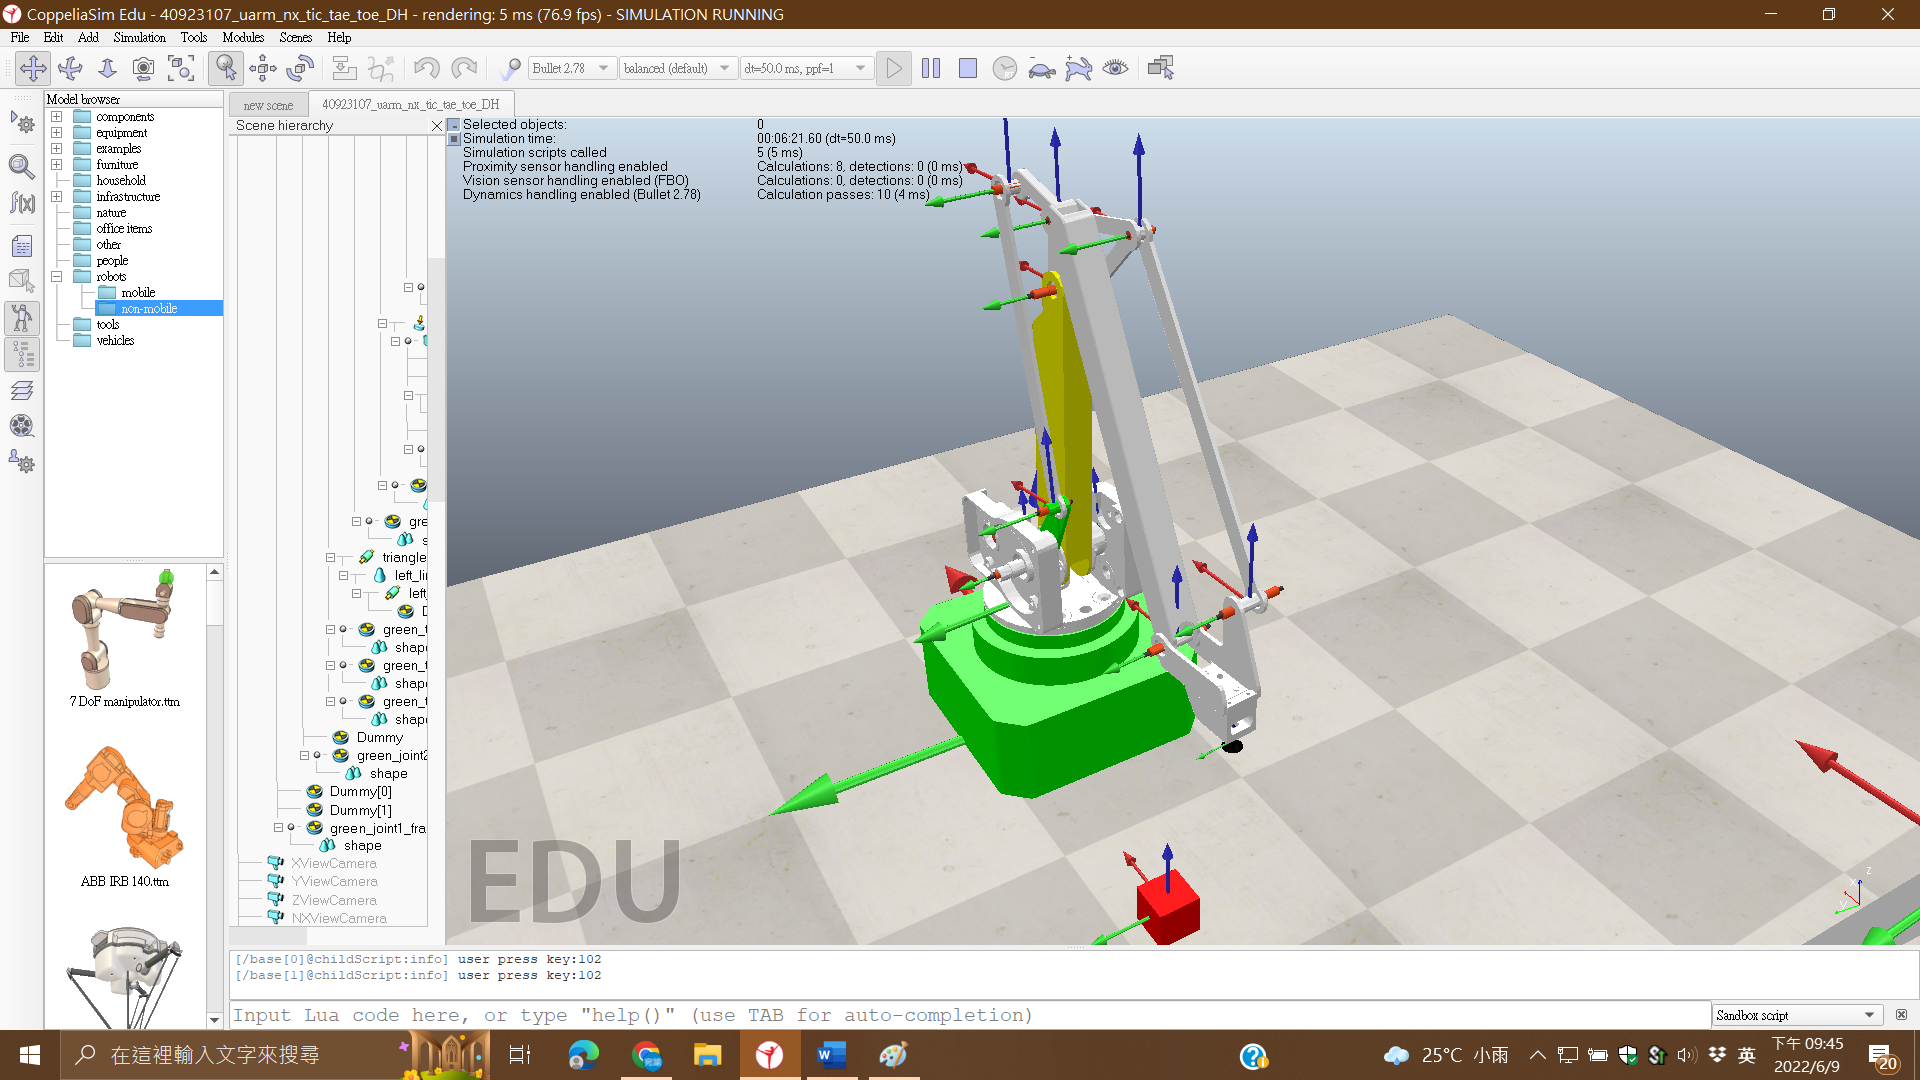 CoppeliaSim Edu - 40923107_uarm_nx_tic_tae_toe_DH - rendering: 5 ms (76.9 fps) - SIMULATION RUNNING
File Edit Add Simulation Tools Modules Scenes Help
Bullet 2.78 balanced (default) dt=50.0 ms, ppf=1
Model browser
components
equipment
examples
furniture
household
infrastructure
nature
office items
other
people
robots
mobile
non-mobile
tools
vehicles
7 DoF manipulator.ttm
ABB IRB 140.ttm
new scene 40923107_uarm_nx_tic_tae_toe_DH
Scene hierarchy
gre
s
triangle
left_lin
left_
D
green_t
shape
green_t
shape
green_t
shape
Dummy
green_joint2
shape
Dummy[0]
Dummy[1]
green_joint1_fra
shape
XViewCamera
YViewCamera
ZViewCamera
NXViewCamera
Selected objects: 0
Simulation time: 00:06:21.60 (dt=50.0 ms)
Simulation scripts called 5 (5 ms)
Proximity sensor handling enabled Calculations: 8, detections: 0 (0 ms)
Vision sensor handling enabled (FBO) Calculations: 0, detections: 0 (0 ms)
Dynamics handling enabled (Bullet 2.78) Calculation passes: 10 (4 ms)
EDU
[/base[0]@childScript:info] user press key:102
[/base[1]@childScript:info] user press key:102
Input Lua code here, or type "help()" (use TAB for auto-completion)
Sandbox script
在這裡輸入文字來搜尋
25°C 小雨
英
下午 09:45
2022/6/9
20